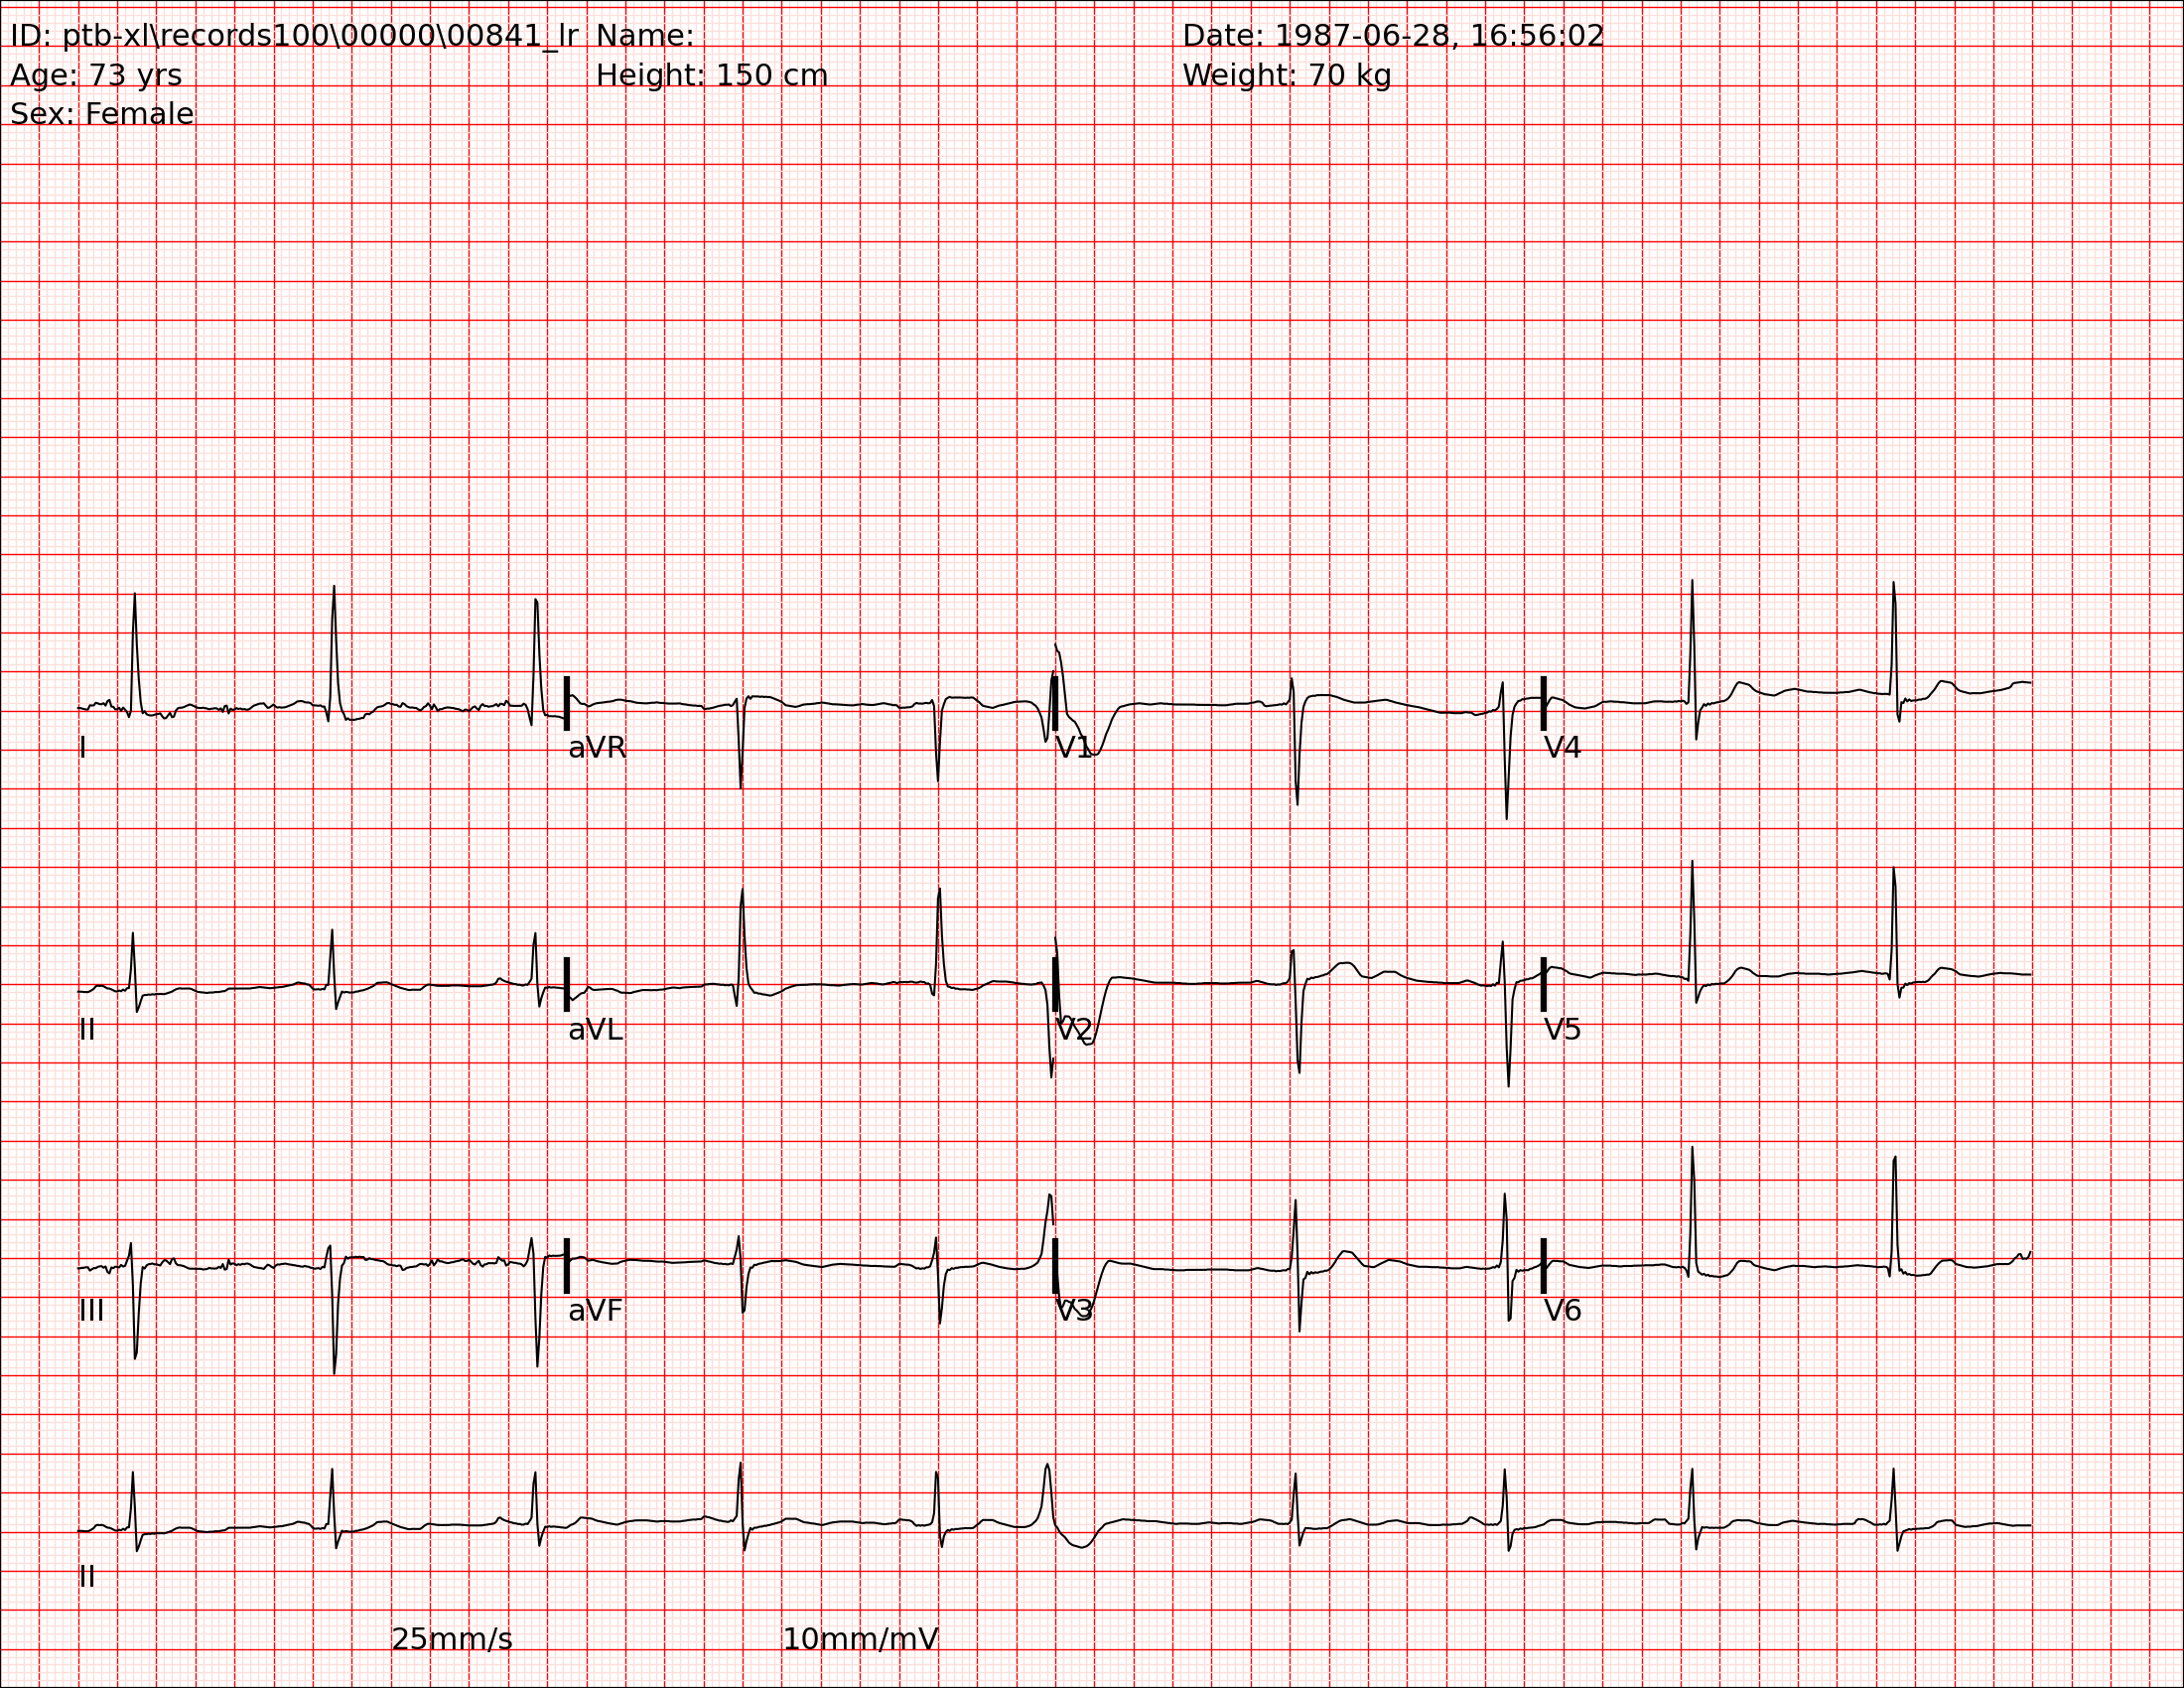 ID: ptb-xl\records100\00000\00841_lr Name: Date: 1987-06-28, 16:56:02
Age: 73 yrs Height: 150 cm Weight: 70 kg
Sex: Female
I aVR V1 V4
II aVL V2 V5
III aVF V3 V6
II
25mm/s 10mm/mV